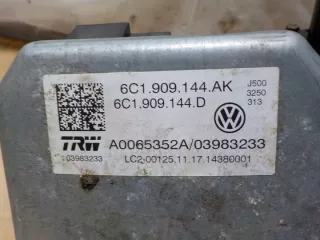 6C1.909.144.AK
6C1.909.144.D
J500
3250
313
TRW
A0065352A/03983233
03983233
LC2-00125.11.17.14380001